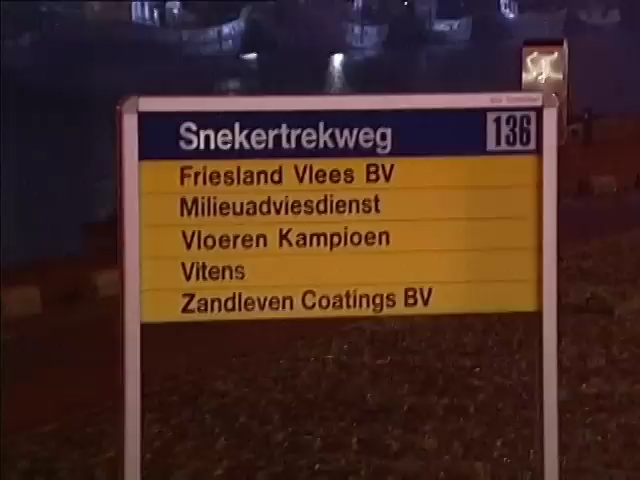 Snekertrekweg 136
Friesland Vlees BV
Milieuadviesdienst
Vloeren Kampioen
Vitens
Zandleven Coatings BV